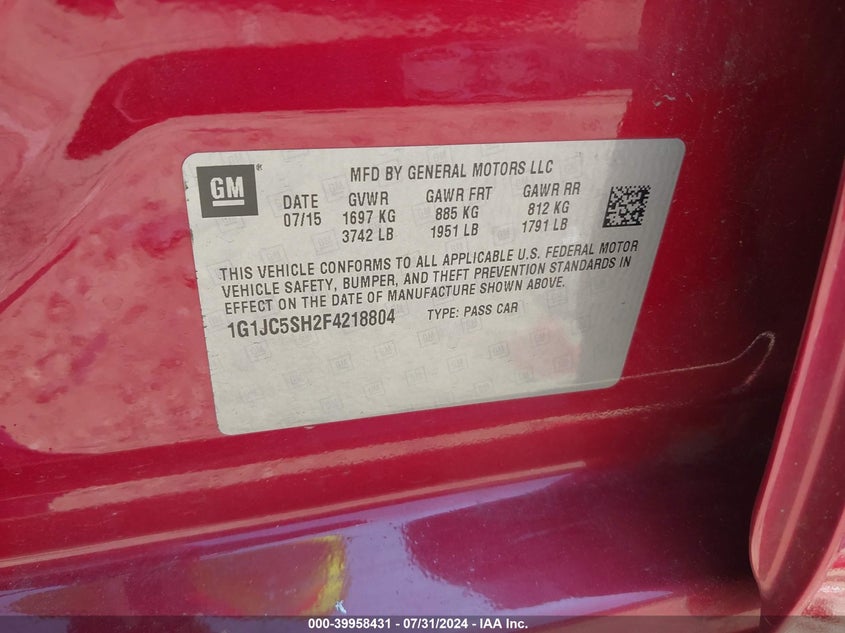 GM
MFD BY GENERAL MOTORS LLC
DATE GVWR GAWR FRT GAWR RR
07/15 1697 KG 885 KG 812 KG
3742 LB 1951 LB 1791 LB
THIS VEHICLE CONFORMS TO ALL APPLICABLE U.S. FEDERAL MOTOR
VEHICLE SAFETY, BUMPER, AND THEFT PREVENTION STANDARDS IN
EFFECT ON THE DATE OF MANUFACTURE SHOWN ABOVE.
1G1JC5SH2F4218804 TYPE: PASS CAR
000-39958431 - 07/31/2024 - IAA Inc.